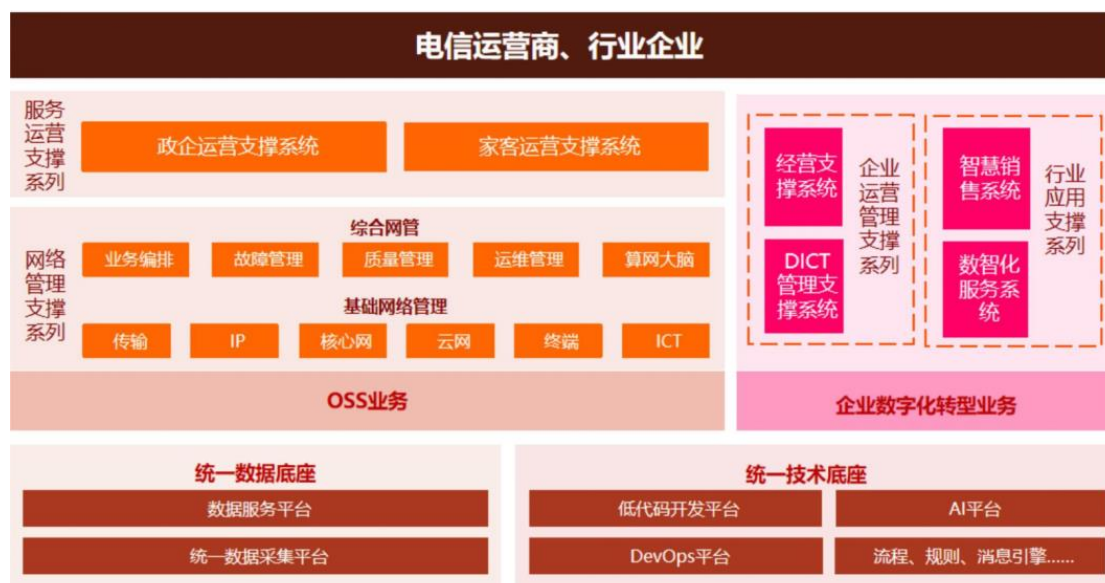 电信运营商、行业企业
服务
运营
支撑
系列
政企运营支撑系统
家客运营支撑系统
网络
管理
支撑
系列
综合网管
业务编排
故障管理
质量管理
运维管理
算网大脑
基础网络管理
传输
IP
核心网
云网
终端
ICT
OSS业务
经营支
撑系统
DICT
管理支
撑系统
企业
运营
管理
支撑
系列
智慧销
售系统
数智化
服务系
统
行业
应用
支撑
系列
企业数字化转型业务
统一数据底座
数据服务平台
统一数据采集平台
统一技术底座
低代码开发平台
AI平台
DevOps平台
流程、规则、消息引擎......